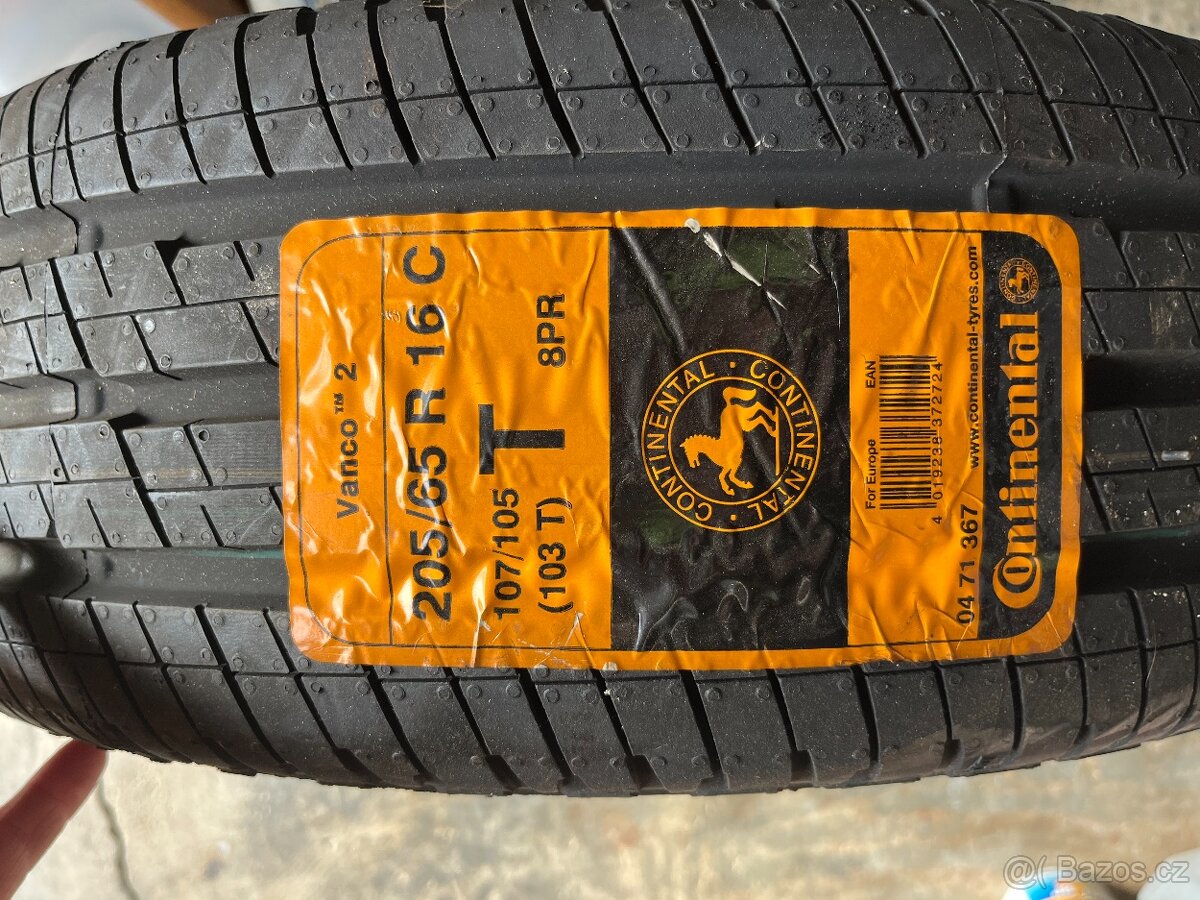 Vanco™ 2
205/65 R 16 C
107/105 T 8PR
(103 T)
CONTINENTAL · CONTINENTAL ·
For Europe EAN
4 019238 372724
04 71 367 www.continental-tyres.com
Continental
CONTINENTAL
@( Bazos.cz